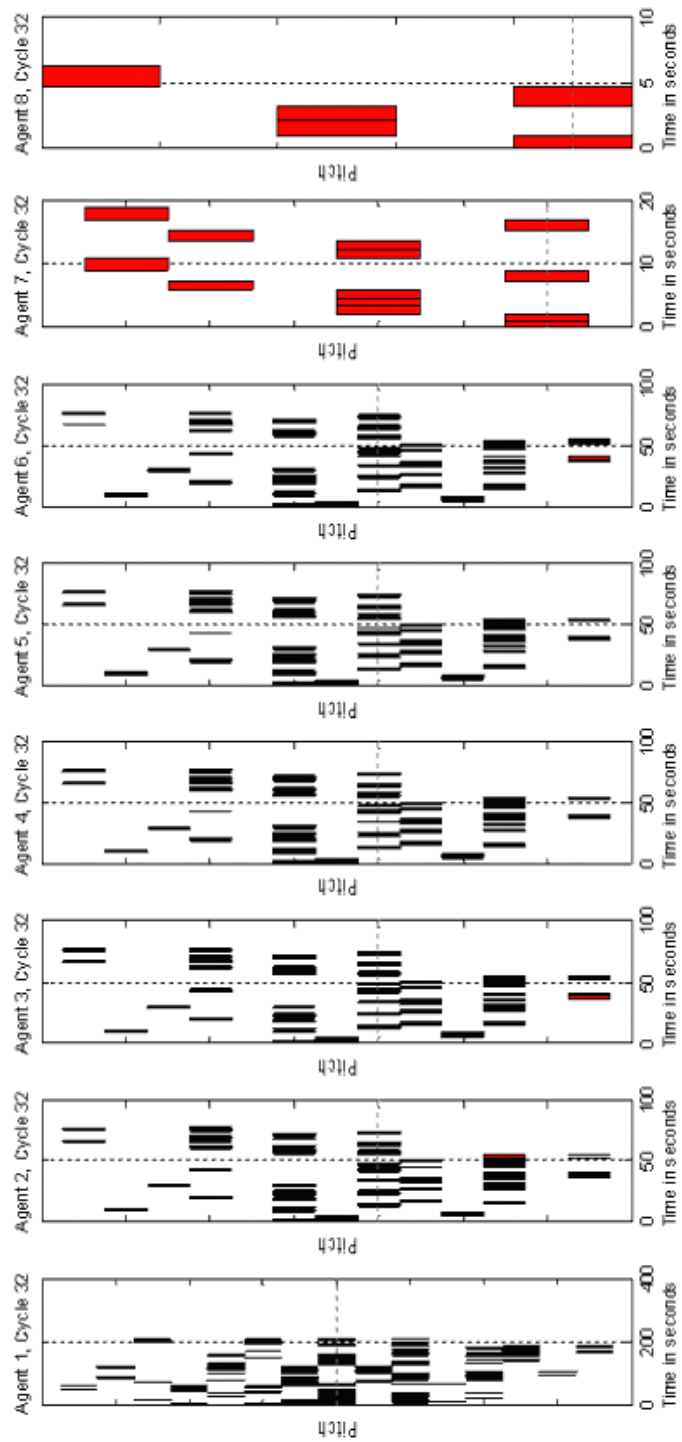 Agent 1, Cycle 32
Pitch
0 200 400
Time in seconds
Agent 2, Cycle 32
Pitch
0 50 100
Time in seconds
Agent 3, Cycle 32
Pitch
0 50 100
Time in seconds
Agent 4, Cycle 32
Pitch
0 50 100
Time in seconds
Agent 5, Cycle 32
Pitch
0 50 100
Time in seconds
Agent 6, Cycle 32
Pitch
0 50 100
Time in seconds
Agent 7, Cycle 32
Pitch
0 10 20
Time in seconds
Agent 8, Cycle 32
Pitch
0 5 10
Time in seconds